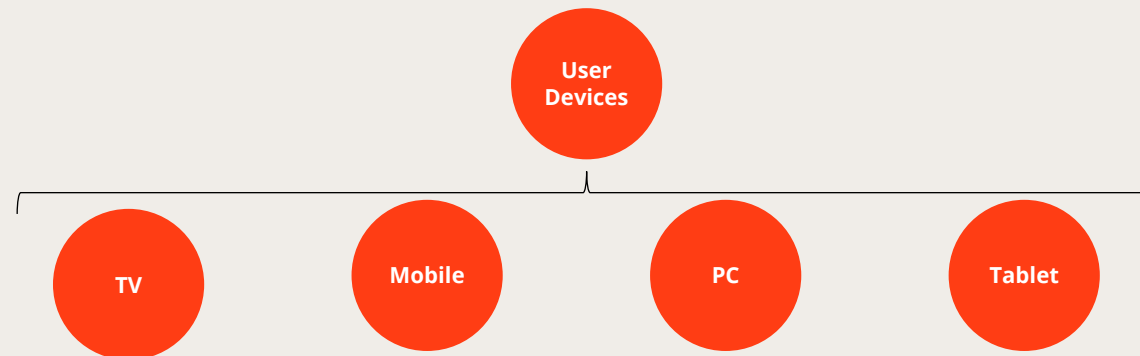 User
Devices
TV
Mobile
PC
Tablet